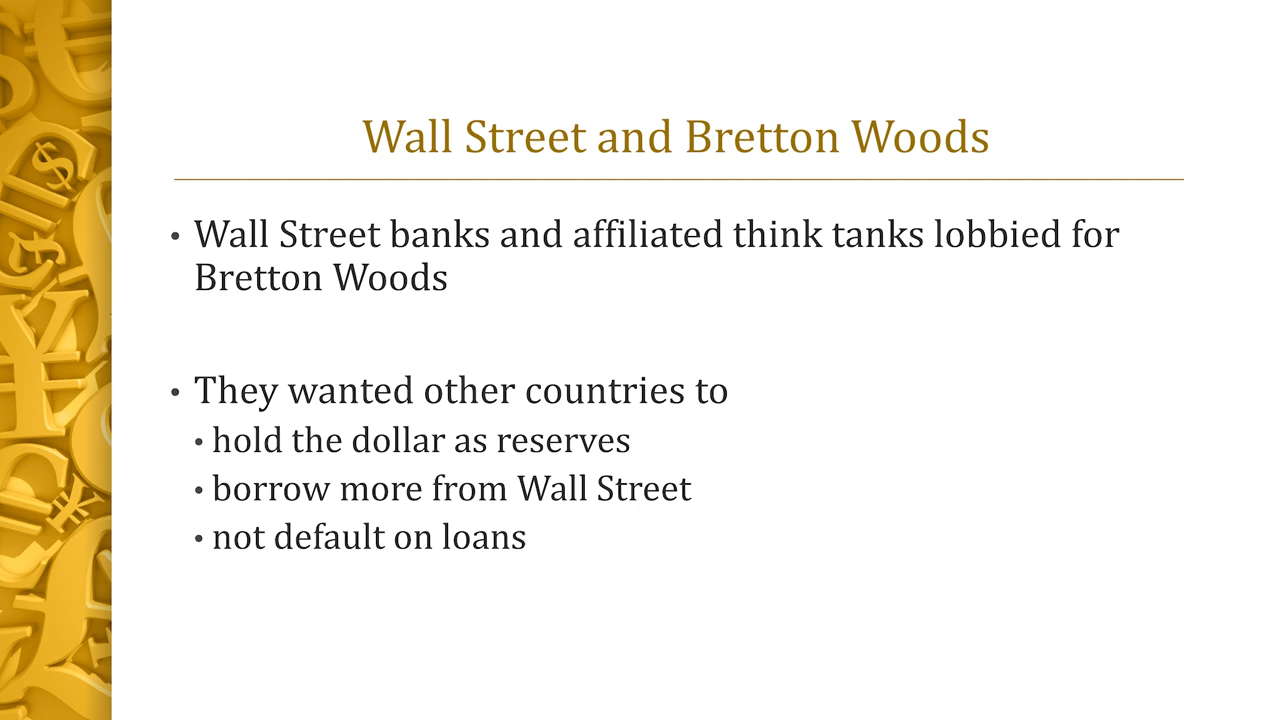 Wall Street and Bretton Woods
• Wall Street banks and affiliated think tanks lobbied for
Bretton Woods
• They wanted other countries to
• hold the dollar as reserves
• borrow more from Wall Street
• not default on loans